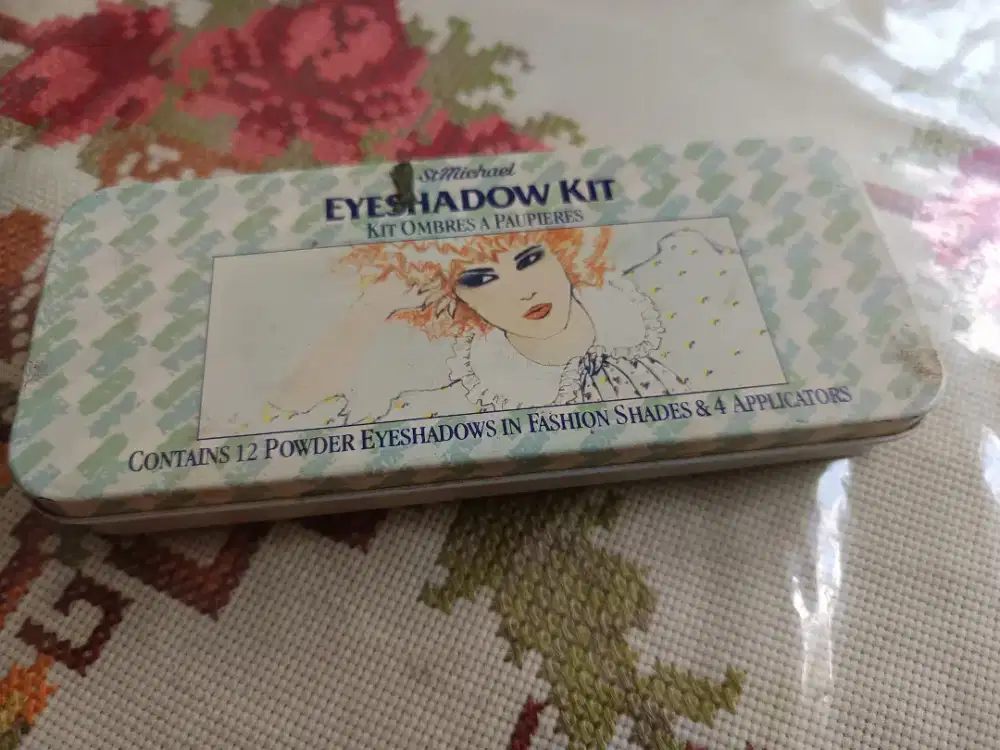 St Michael
EYESHADOW KIT
KIT OMBRES A PAUPIERES
CONTAINS 12 POWDER EYESHADOWS IN FASHION SHADES & 4 APPLICATORS